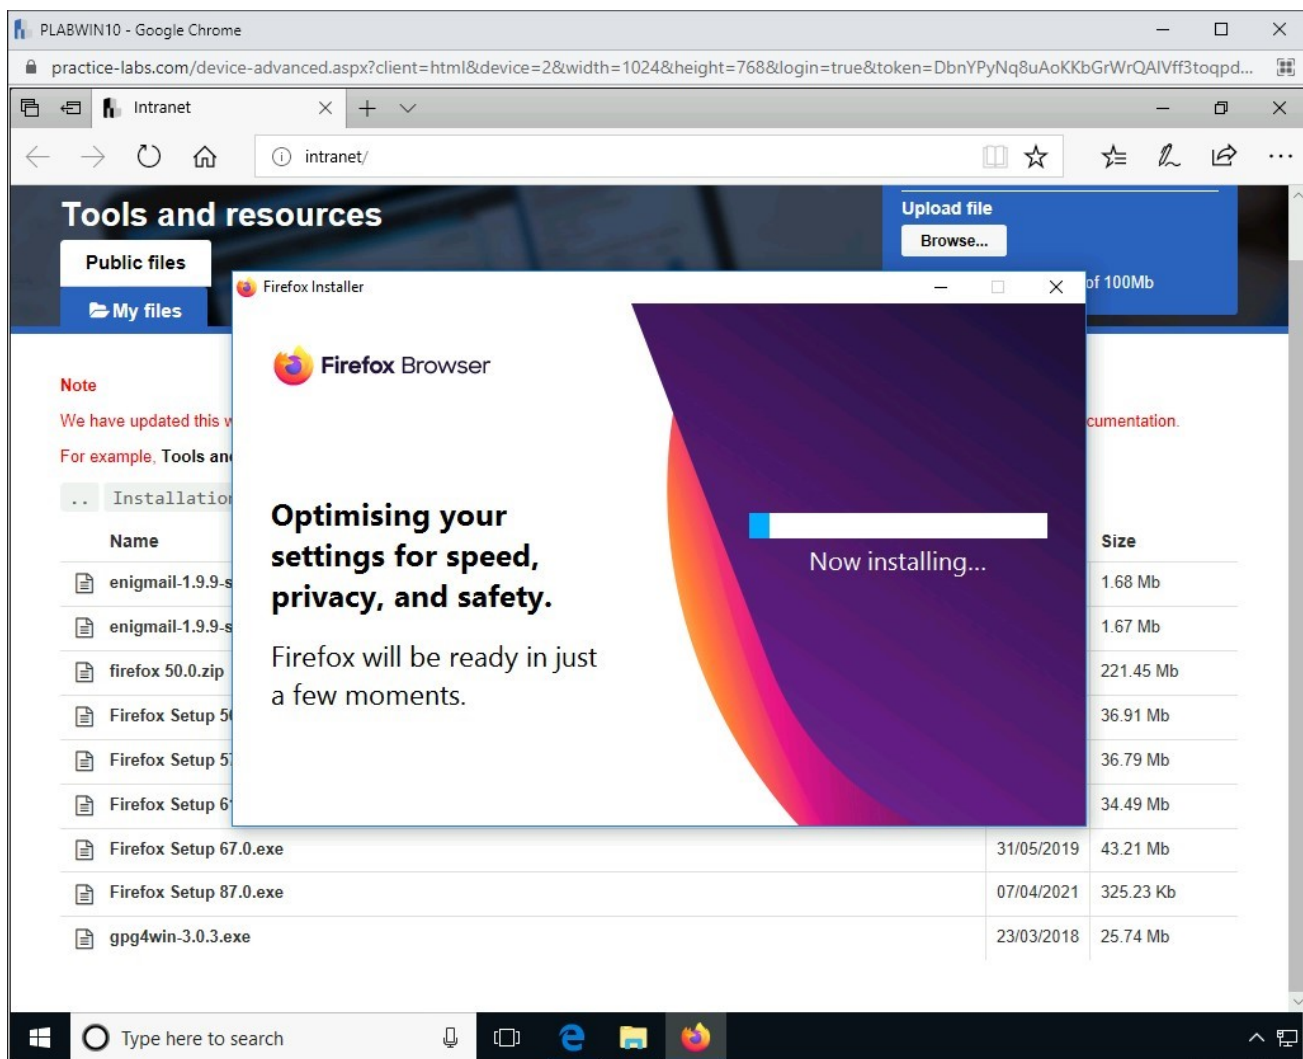 PLABWIN10 - Google Chrome
practice-labs.com/device-advanced.aspx?client=html&device=2&width=1024&height=768&login=true&token=DbnYPyNq8uAoKKbGrWrQAlVff3toqpd...
Intranet
intranet/
Tools and resources
Upload file
Browse...
Public files
of 100Mb
My files
Firefox Installer
Firefox Browser
Optimising your
settings for speed,
privacy, and safety.
Firefox will be ready in just
a few moments.
Now installing...
Note
We have updated this w
cumentation.
For example, Tools an
.. Installation
Name Size
enigmail-1.9.9-s 1.68 Mb
enigmail-1.9.9-s 1.67 Mb
firefox 50.0.zip 221.45 Mb
Firefox Setup 5 36.91 Mb
Firefox Setup 5 36.79 Mb
Firefox Setup 6 34.49 Mb
Firefox Setup 67.0.exe 31/05/2019 43.21 Mb
Firefox Setup 87.0.exe 07/04/2021 325.23 Kb
gpg4win-3.0.3.exe 23/03/2018 25.74 Mb
Type here to search